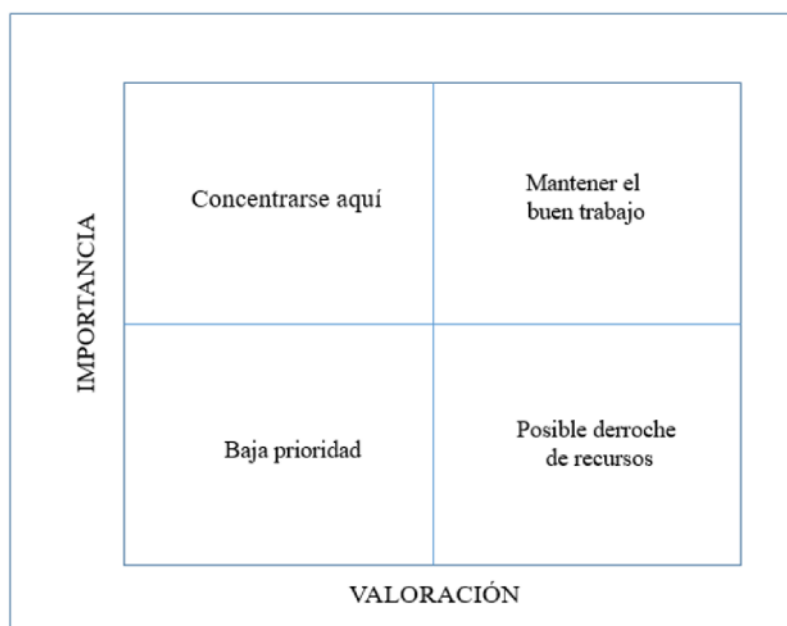 Concentrarse aquí
Mantener el
buen trabajo
IMPORTANCIA
Baja prioridad
Posible derroche
de recursos
VALORACIÓN